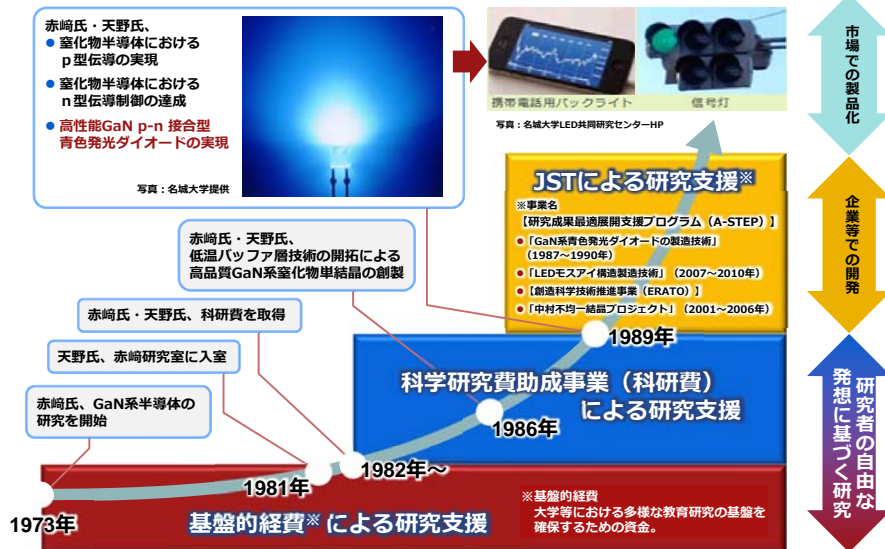 赤﨑氏・天野氏、
● 窒化物半導体における
p型伝導の実現
● 窒化物半導体における
n型伝導制御の達成
● 高性能GaN p-n 接合型
青色発光ダイオードの実現
写真：名城大学提供
携帯電話用バックライト
信号灯
写真：名城大学LED共同研究センターHP
市場での製品化
JSTによる研究支援※
※事業名
【研究成果最適展開支援プログラム（A-STEP）】
● 「GaN系青色発光ダイオードの製造技術」
（1987～1990年）
● 「LEDモスアイ構造製造技術」（2007～2010年）
● 【創造科学技術推進事業（ERATO）】
● 「中村不均一結晶プロジェクト」（2001～2006年）
企業等での開発
赤﨑氏・天野氏、
低温バッファ層技術の開拓による
高品質GaN系窒化物単結晶の創製
赤﨑氏・天野氏、科研費を取得
天野氏、赤﨑研究室に入室
赤﨑氏、GaN系半導体の
研究を開始
1989年
科学研究費助成事業（科研費）
による研究支援
1986年
1982年～
1981年
1973年
基盤的経費※ による研究支援
※基盤的経費
大学等における多様な教育研究の基盤を
確保するための資金。
研究者の自由な
発想に基づく研究